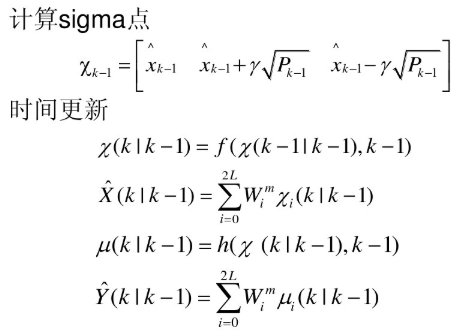 计算sigma点
χ_{k-1} = [ x̂_{k-1}  x̂_{k-1} + γ√P_{k-1}  x̂_{k-1} − γ√P_{k-1} ]
时间更新
χ(k|k−1) = f(χ(k−1|k−1), k−1)
X̂(k|k−1) = ∑_{i=0}^{2L} W_i^m χ_i(k|k−1)
μ(k|k−1) = h(χ (k|k−1), k−1)
Ŷ(k|k−1) = ∑_{i=0}^{2L} W_i^m μ_i(k|k−1)